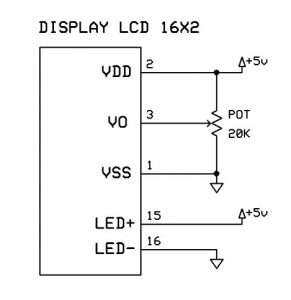 DISPLAY LCD 16X2
VDD 2 +5v
VO 3 POT
20K
VSS 1
LED+ 15 +5v
LED- 16